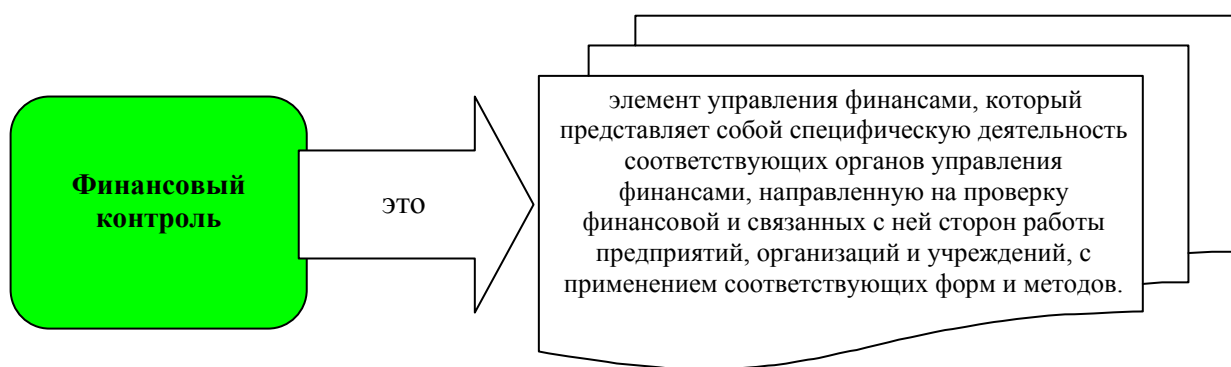 Финансовый
контроль
это
элемент управления финансами, который
представляет собой специфическую деятельность
соответствующих органов управления
финансами, направленную на проверку
финансовой и связанных с ней сторон работы
предприятий, организаций и учреждений, с
применением соответствующих форм и методов.